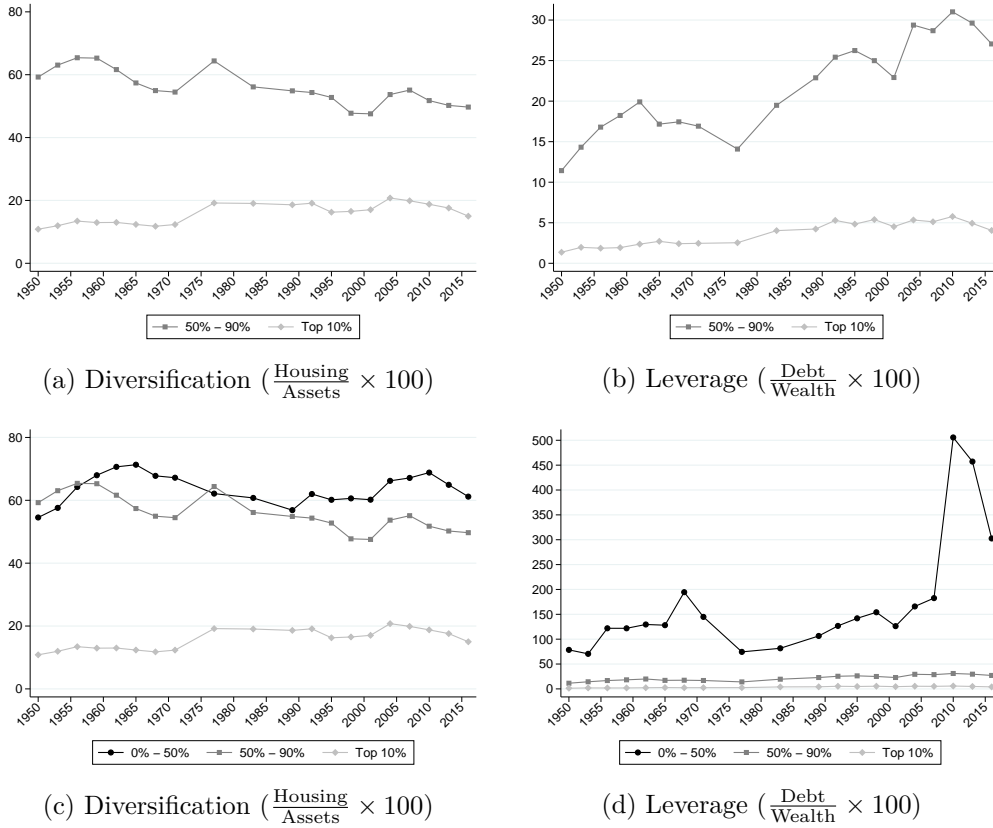 80
60
40
20
0
1950 1955 1960 1965 1970 1975 1980 1985 1990 1995 2000 2005 2010 2015
50% – 90% Top 10%
(a) Diversification (Housing/Assets × 100)
30
25
20
15
10
5
0
1950 1955 1960 1965 1970 1975 1980 1985 1990 1995 2000 2005 2010 2015
50% – 90% Top 10%
(b) Leverage (Debt/Wealth × 100)
80
60
40
20
0
1950 1955 1960 1965 1970 1975 1980 1985 1990 1995 2000 2005 2010 2015
0% – 50% 50% – 90% Top 10%
(c) Diversification (Housing/Assets × 100)
500
450
400
350
300
250
200
150
100
50
0
1950 1955 1960 1965 1970 1975 1980 1985 1990 1995 2000 2005 2010 2015
0% – 50% 50% – 90% Top 10%
(d) Leverage (Debt/Wealth × 100)